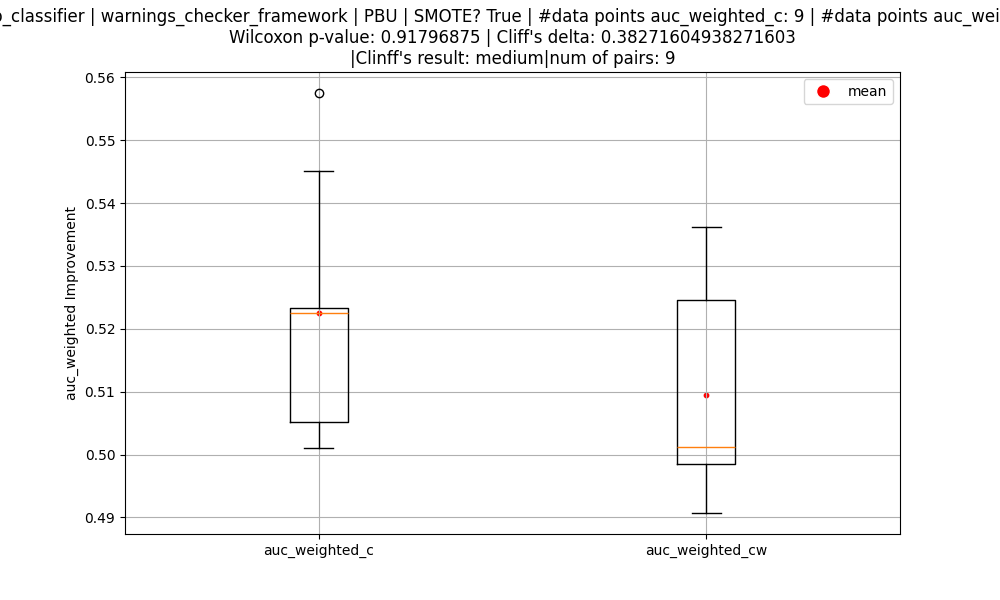 _classifier | warnings_checker_framework | PBU | SMOTE? True | #data points auc_weighted_c: 9 | #data points
Wilcoxon p-value: 0.91796875 | Cliff's delta: 0.38271604938271603
|Clinff's result: medium|num of pairs: 9
0.56
mean
0.55
0.54
0.53
0.52
0.51
0.50
0.49
auc_weighted Improvement
auc_weighted_c
auc_weighted_cw